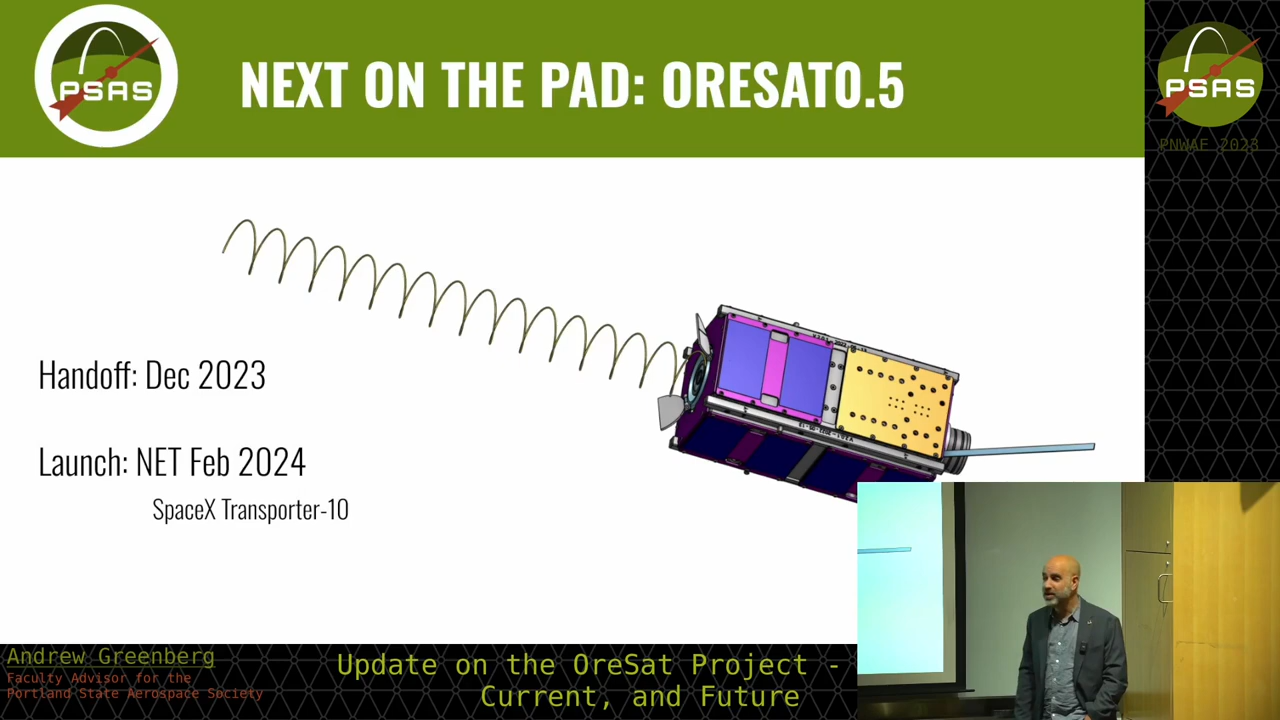 PSAS
NEXT ON THE PAD: ORESAT0.5
PSAS
PNWAE 2023
Handoff: Dec 2023
Launch: NET Feb 2024
SpaceX Transporter-10
Andrew Greenberg
Faculty Advisor for the
Portland State Aerospace Society
Update on the OreSat Project -
Current, and Future